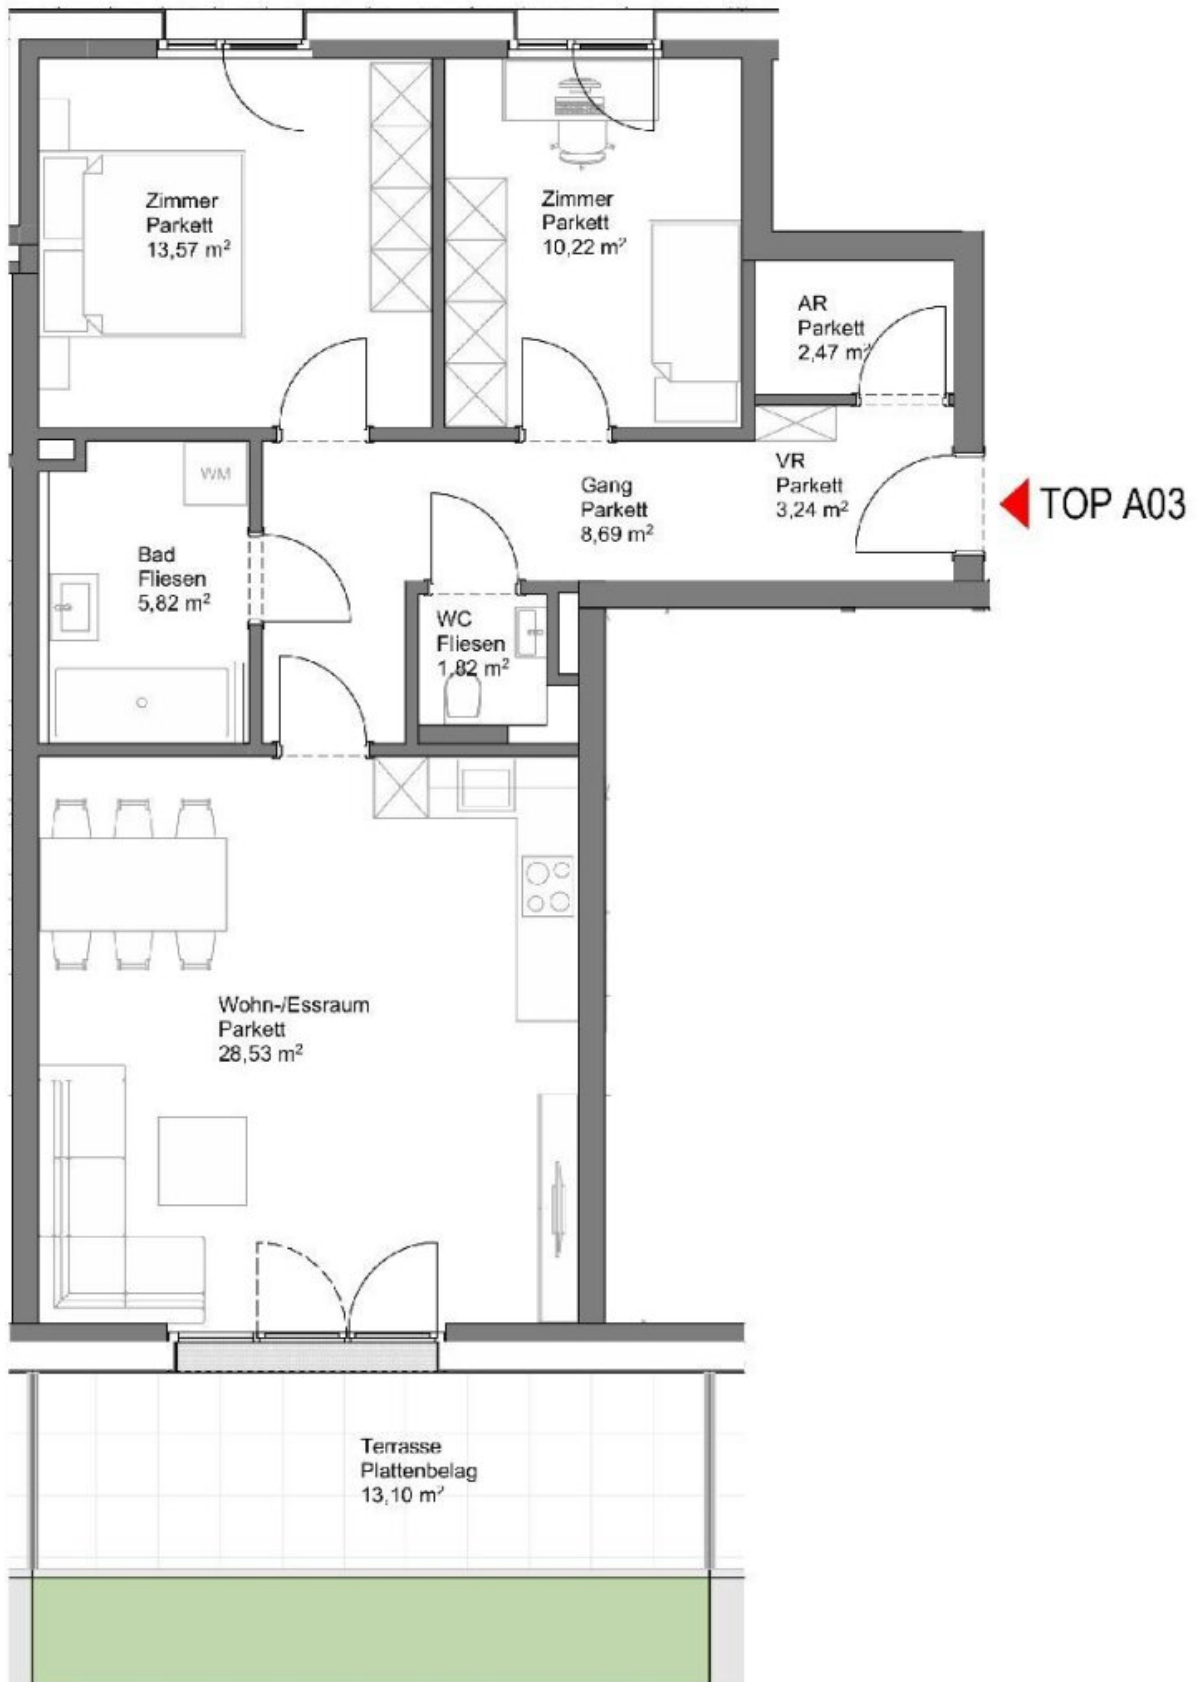 Zimmer
Parkett
13,57 m²
Zimmer
Parkett
10,22 m²
AR
Parkett
2,47 m²
VR
Parkett
3,24 m²
Gang
Parkett
8,69 m²
TOP A03
WM
Bad
Fliesen
5,82 m²
WC
Fliesen
1,82 m²
Wohn-/Essraum
Parkett
28,53 m²
Terrasse
Plattenbelag
13,10 m²